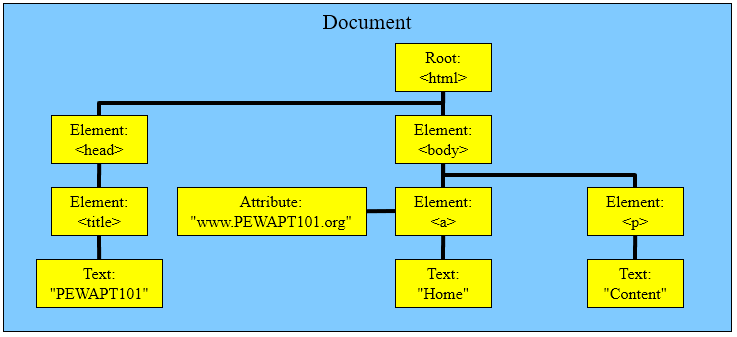 Document
Root:
<html>
Element:
<head>
Element:
<body>
Element:
<title>
Attribute:
"www.PEWAPT101.org"
Element:
<a>
Element:
<p>
Text:
"PEWAPT101"
Text:
"Home"
Text:
"Content"